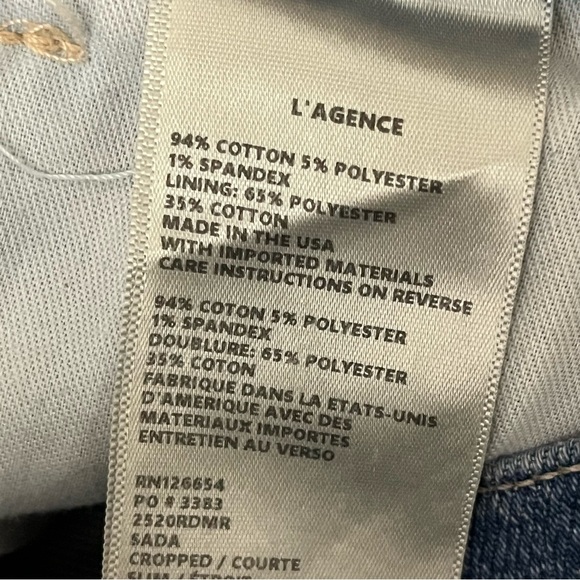 L'AGENCE
94% COTTON 5% POLYESTER
1% SPANDEX
LINING: 65% POLYESTER
35% COTTON
MADE IN THE USA
WITH IMPORTED MATERIALS
CARE INSTRUCTIONS ON REVERSE
94% COTON 5% POLYESTER
1% SPANDEX
DOUBLURE: 65% POLYESTER
35% COTON
FABRIQUE DANS LA ETATS-UNIS
D'AMERIQUE AVEC DES
MATERIAUX IMPORTES
ENTRETIEN AU VERSO
RN126654
PO # 3383
2520RDMR
SADA
CROPPED / COURTE
SLIM / ÉTROIT